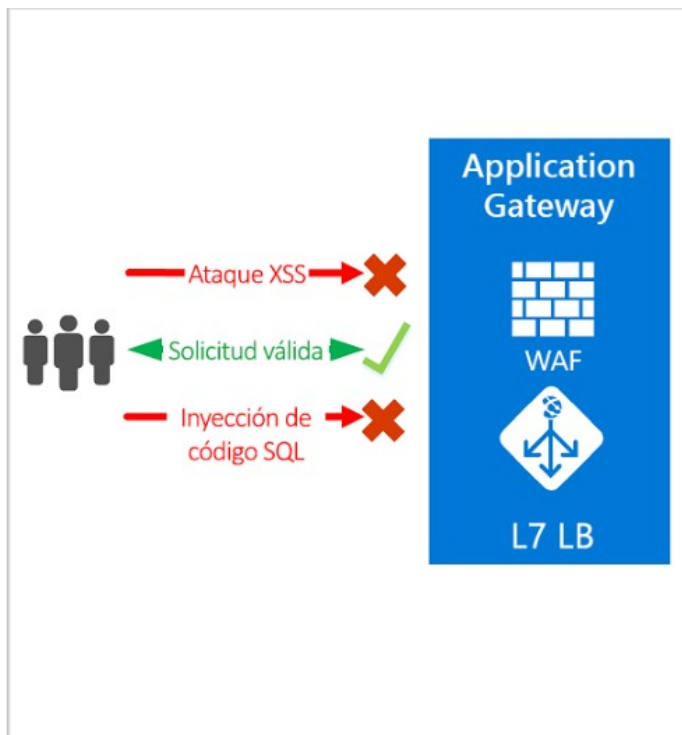 Application
Gateway
Ataque XSS
Solicitud válida
WAF
Inyección de
código SQL
L7 LB